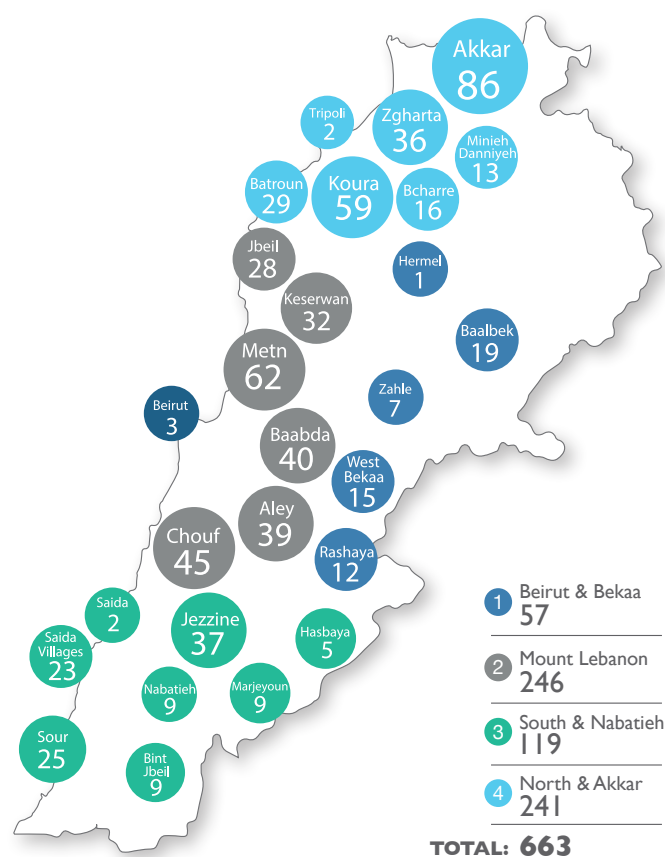 Akkar
86
Tripoli
2
Zgharta
36
Minieh
Danniyeh
13
Batroun
29
Koura
59
Bcharre
16
Jbeil
28
Hermel
1
Keserwan
32
Baalbek
19
Metn
62
Zahle
7
Beirut
3
Baabda
40
West
Bekaa
15
Aley
39
Chouf
45
Rashaya
12
Saida
2
Jezzine
37
Hasbaya
5
Saida
Villages
23
Nabatieh
9
Marjeyoun
9
Sour
25
Bint
Jbeil
9
1 Beirut & Bekaa
57
2 Mount Lebanon
246
3 South & Nabatieh
119
4 North & Akkar
241
TOTAL: 663